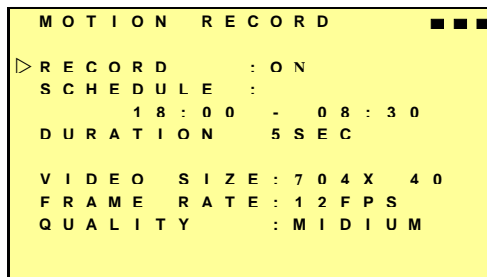 MOTION RECORD
RECORD : ON
SCHEDULE :
18:00 - 08:30
DURATION 5SEC
VIDEO SIZE:704X 40
FRAME RATE:12FPS
QUALITY :MIDIUM